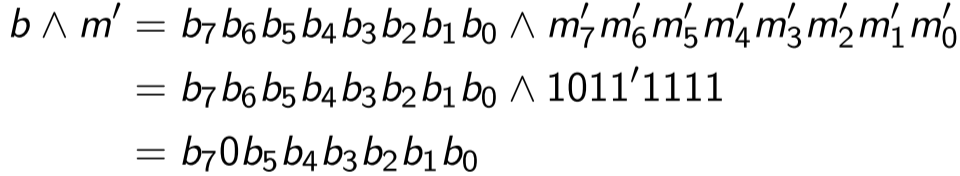 b ∧ m′ = b₇b₆b₅b₄b₃b₂b₁b₀ ∧ m′₇m′₆m′₅m′₄m′₃m′₂m′₁m′₀
= b₇b₆b₅b₄b₃b₂b₁b₀ ∧ 1011′1111
= b₇0b₅b₄b₃b₂b₁b₀